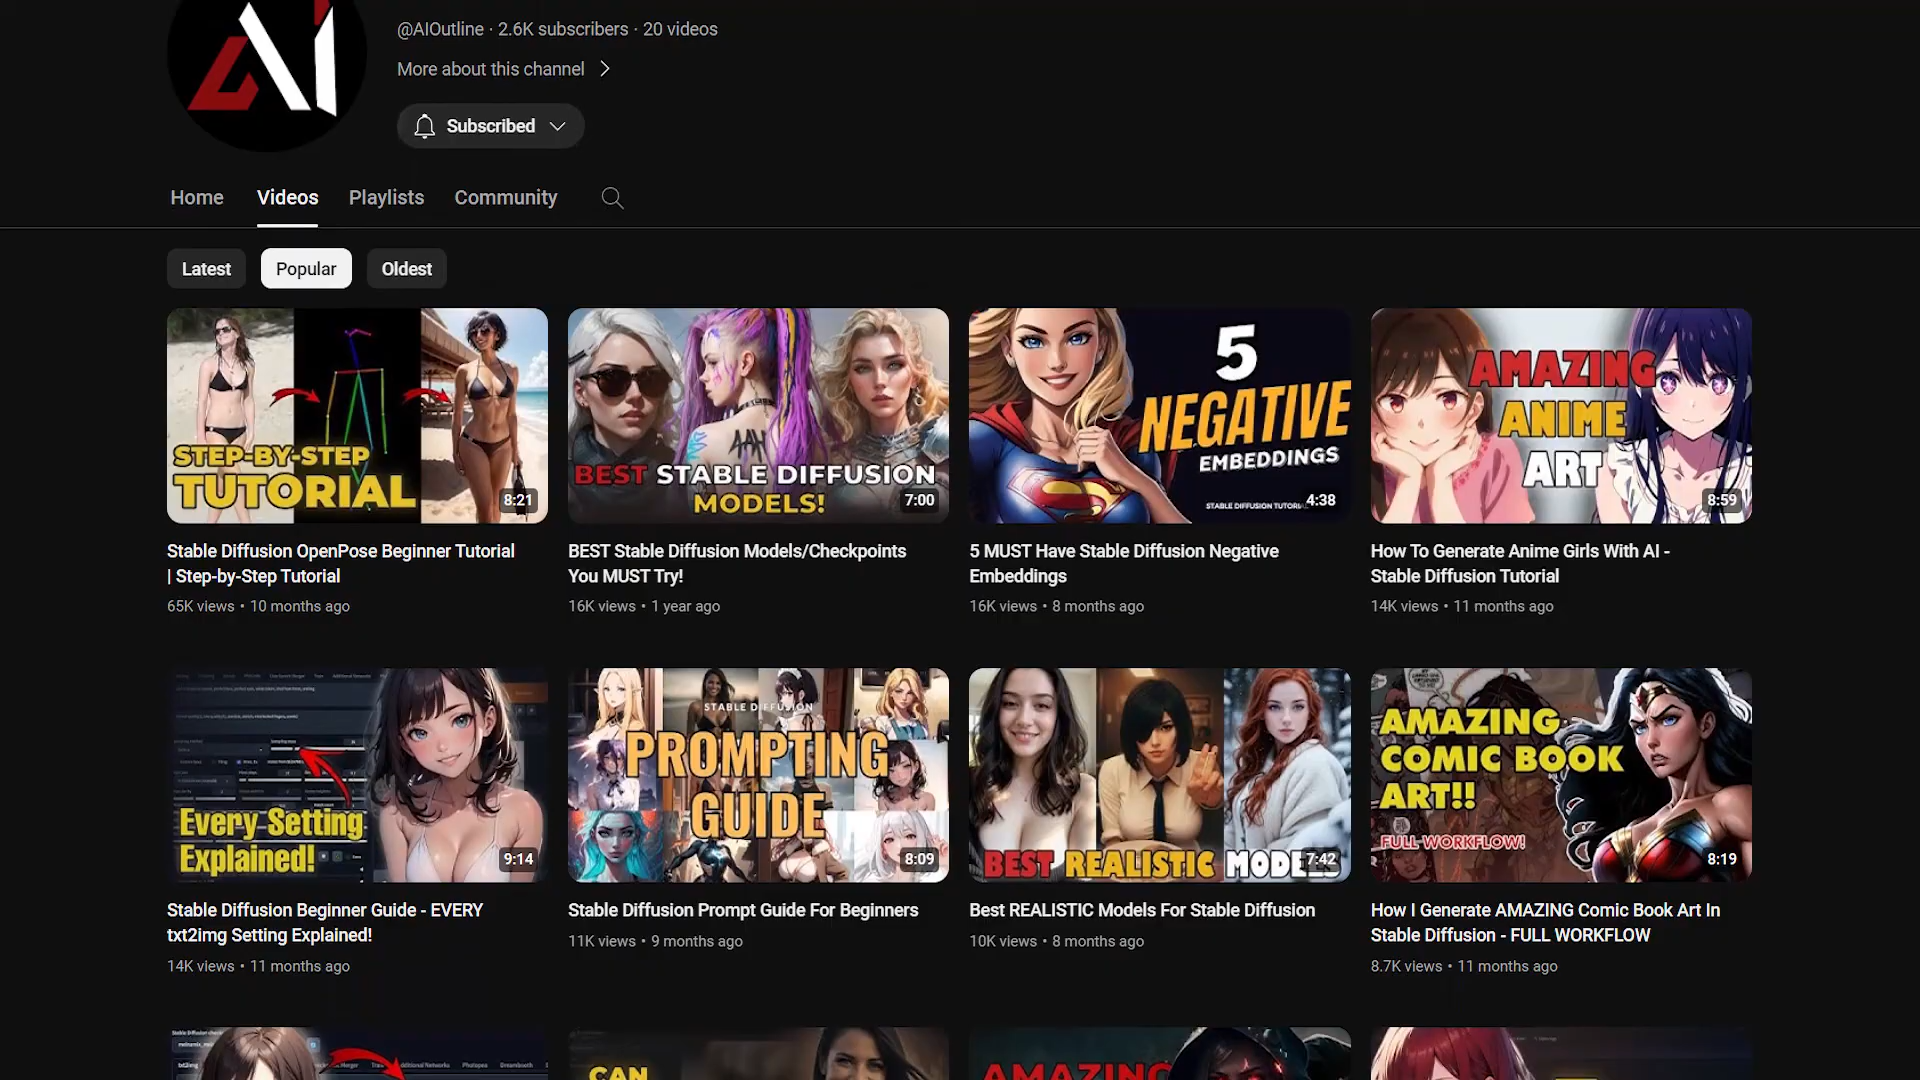 @AIOutline · 2.6K subscribers · 20 videos
More about this channel
Subscribed
Home Videos Playlists Community
Latest Popular Oldest
STEP-BY-STEP
TUTORIAL
8:21
BEST STABLE DIFFUSION
MODELS!
7:00
5
NEGATIVE
EMBEDDINGS
STABLE DIFFUSION
4:38
AMAZING
ANIME
ART
8:59
Stable Diffusion OpenPose Beginner Tutorial
| Step-by-Step Tutorial
65K views • 10 months ago
BEST Stable Diffusion Models/Checkpoints
You MUST Try!
16K views • 1 year ago
5 MUST Have Stable Diffusion Negative
Embeddings
16K views • 8 months ago
How To Generate Anime Girls With AI -
Stable Diffusion Tutorial
14K views • 11 months ago
Every Setting
Explained!
9:14
STABLE DIFFUSION
PROMPTING
GUIDE
8:09
BEST REALISTIC MODELS
7:42
AMAZING
COMIC BOOK
ART!!
FULL WORKFLOW!
8:19
Stable Diffusion Beginner Guide - EVERY
txt2img Setting Explained!
14K views • 11 months ago
Stable Diffusion Prompt Guide For Beginners
11K views • 9 months ago
Best REALISTIC Models For Stable Diffusion
10K views • 8 months ago
How I Generate AMAZING Comic Book Art In
Stable Diffusion - FULL WORKFLOW
8.7K views • 11 months ago
CAN
AMAZING